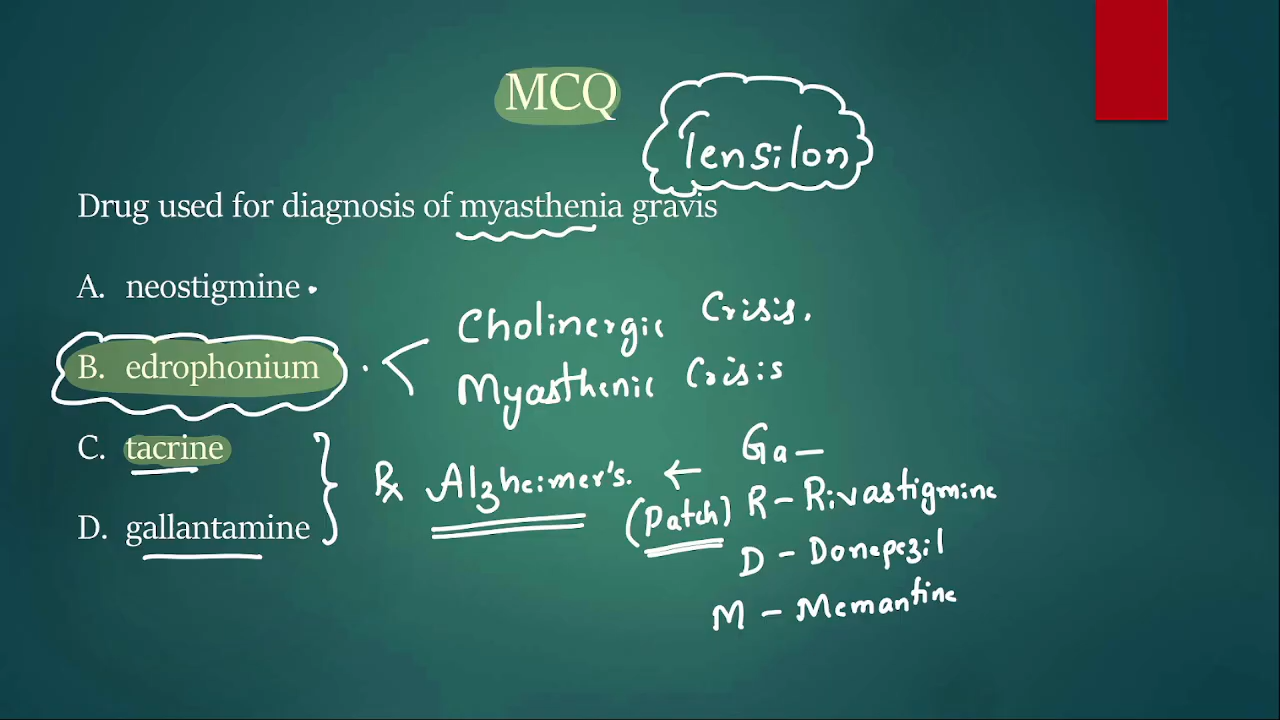 MCQ
Tensilon
Drug used for diagnosis of myasthenia gravis
A. neostigmine
B. edrophonium
Cholinergic Crisis.
Myasthenic Crisis
C. tacrine
D. gallantamine
Rx Alzheimer's. ←
Ga —
(Patch) R - Rivastigmine
D - Donepezil
M - Memantine